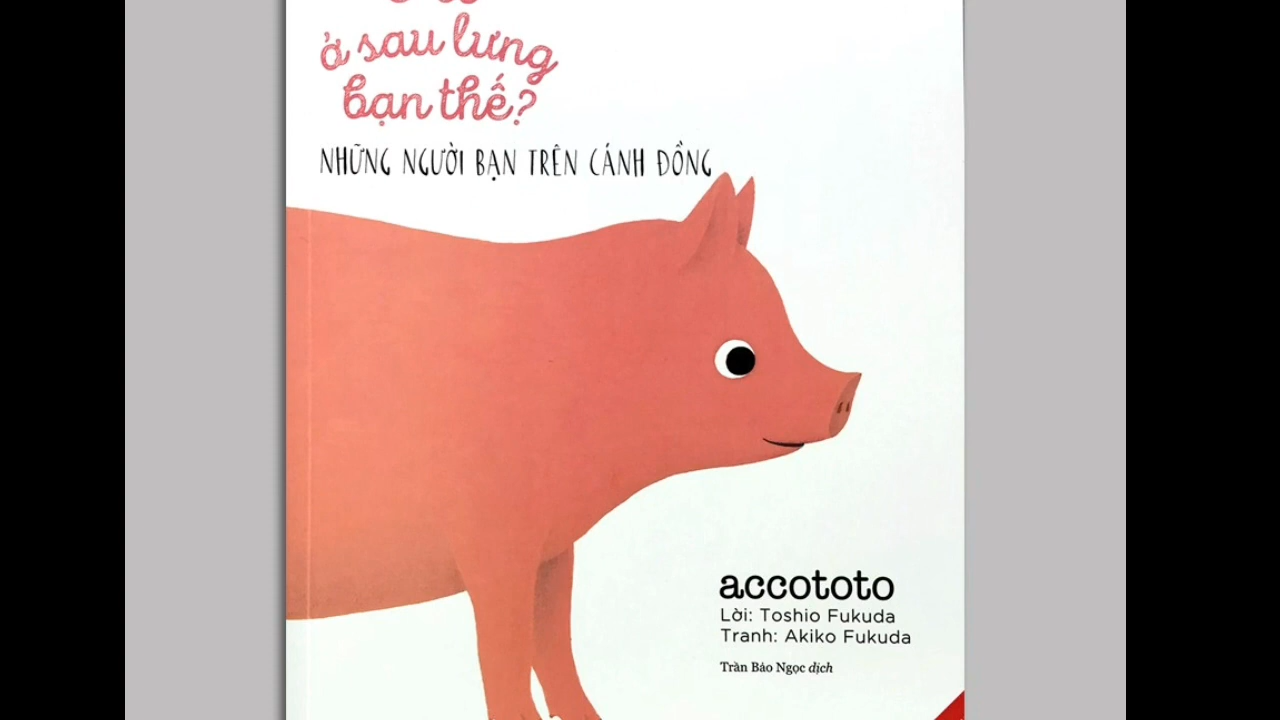 ở sau lưng
bạn thế?
NHỮNG NGƯỜI BẠN TRÊN CÁNH ĐỒNG
accototo
Lời: Toshio Fukuda
Tranh: Akiko Fukuda
Trần Bảo Ngọc dịch